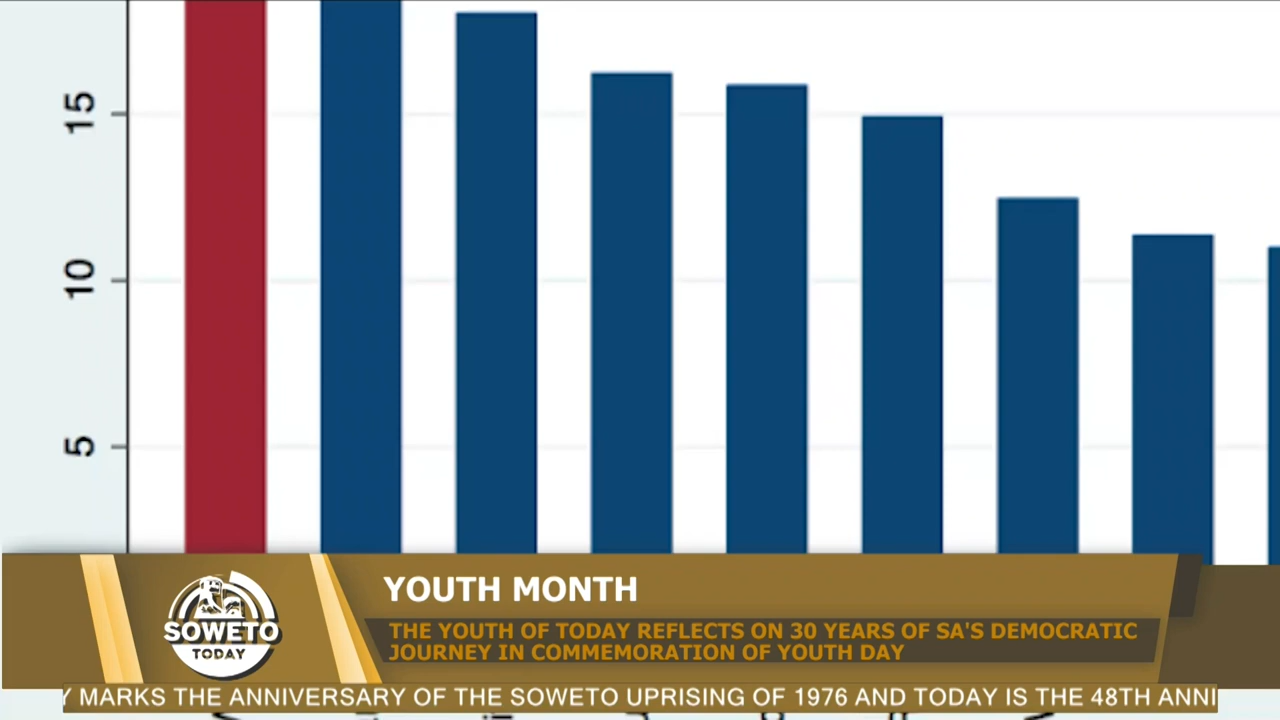 15
10
5
YOUTH MONTH
THE YOUTH OF TODAY REFLECTS ON 30 YEARS OF SA'S DEMOCRATIC
JOURNEY IN COMMEMORATION OF YOUTH DAY
SOWETO
TODAY
Y MARKS THE ANNIVERSARY OF THE SOWETO UPRISING OF 1976 AND TODAY IS THE 48TH ANNI